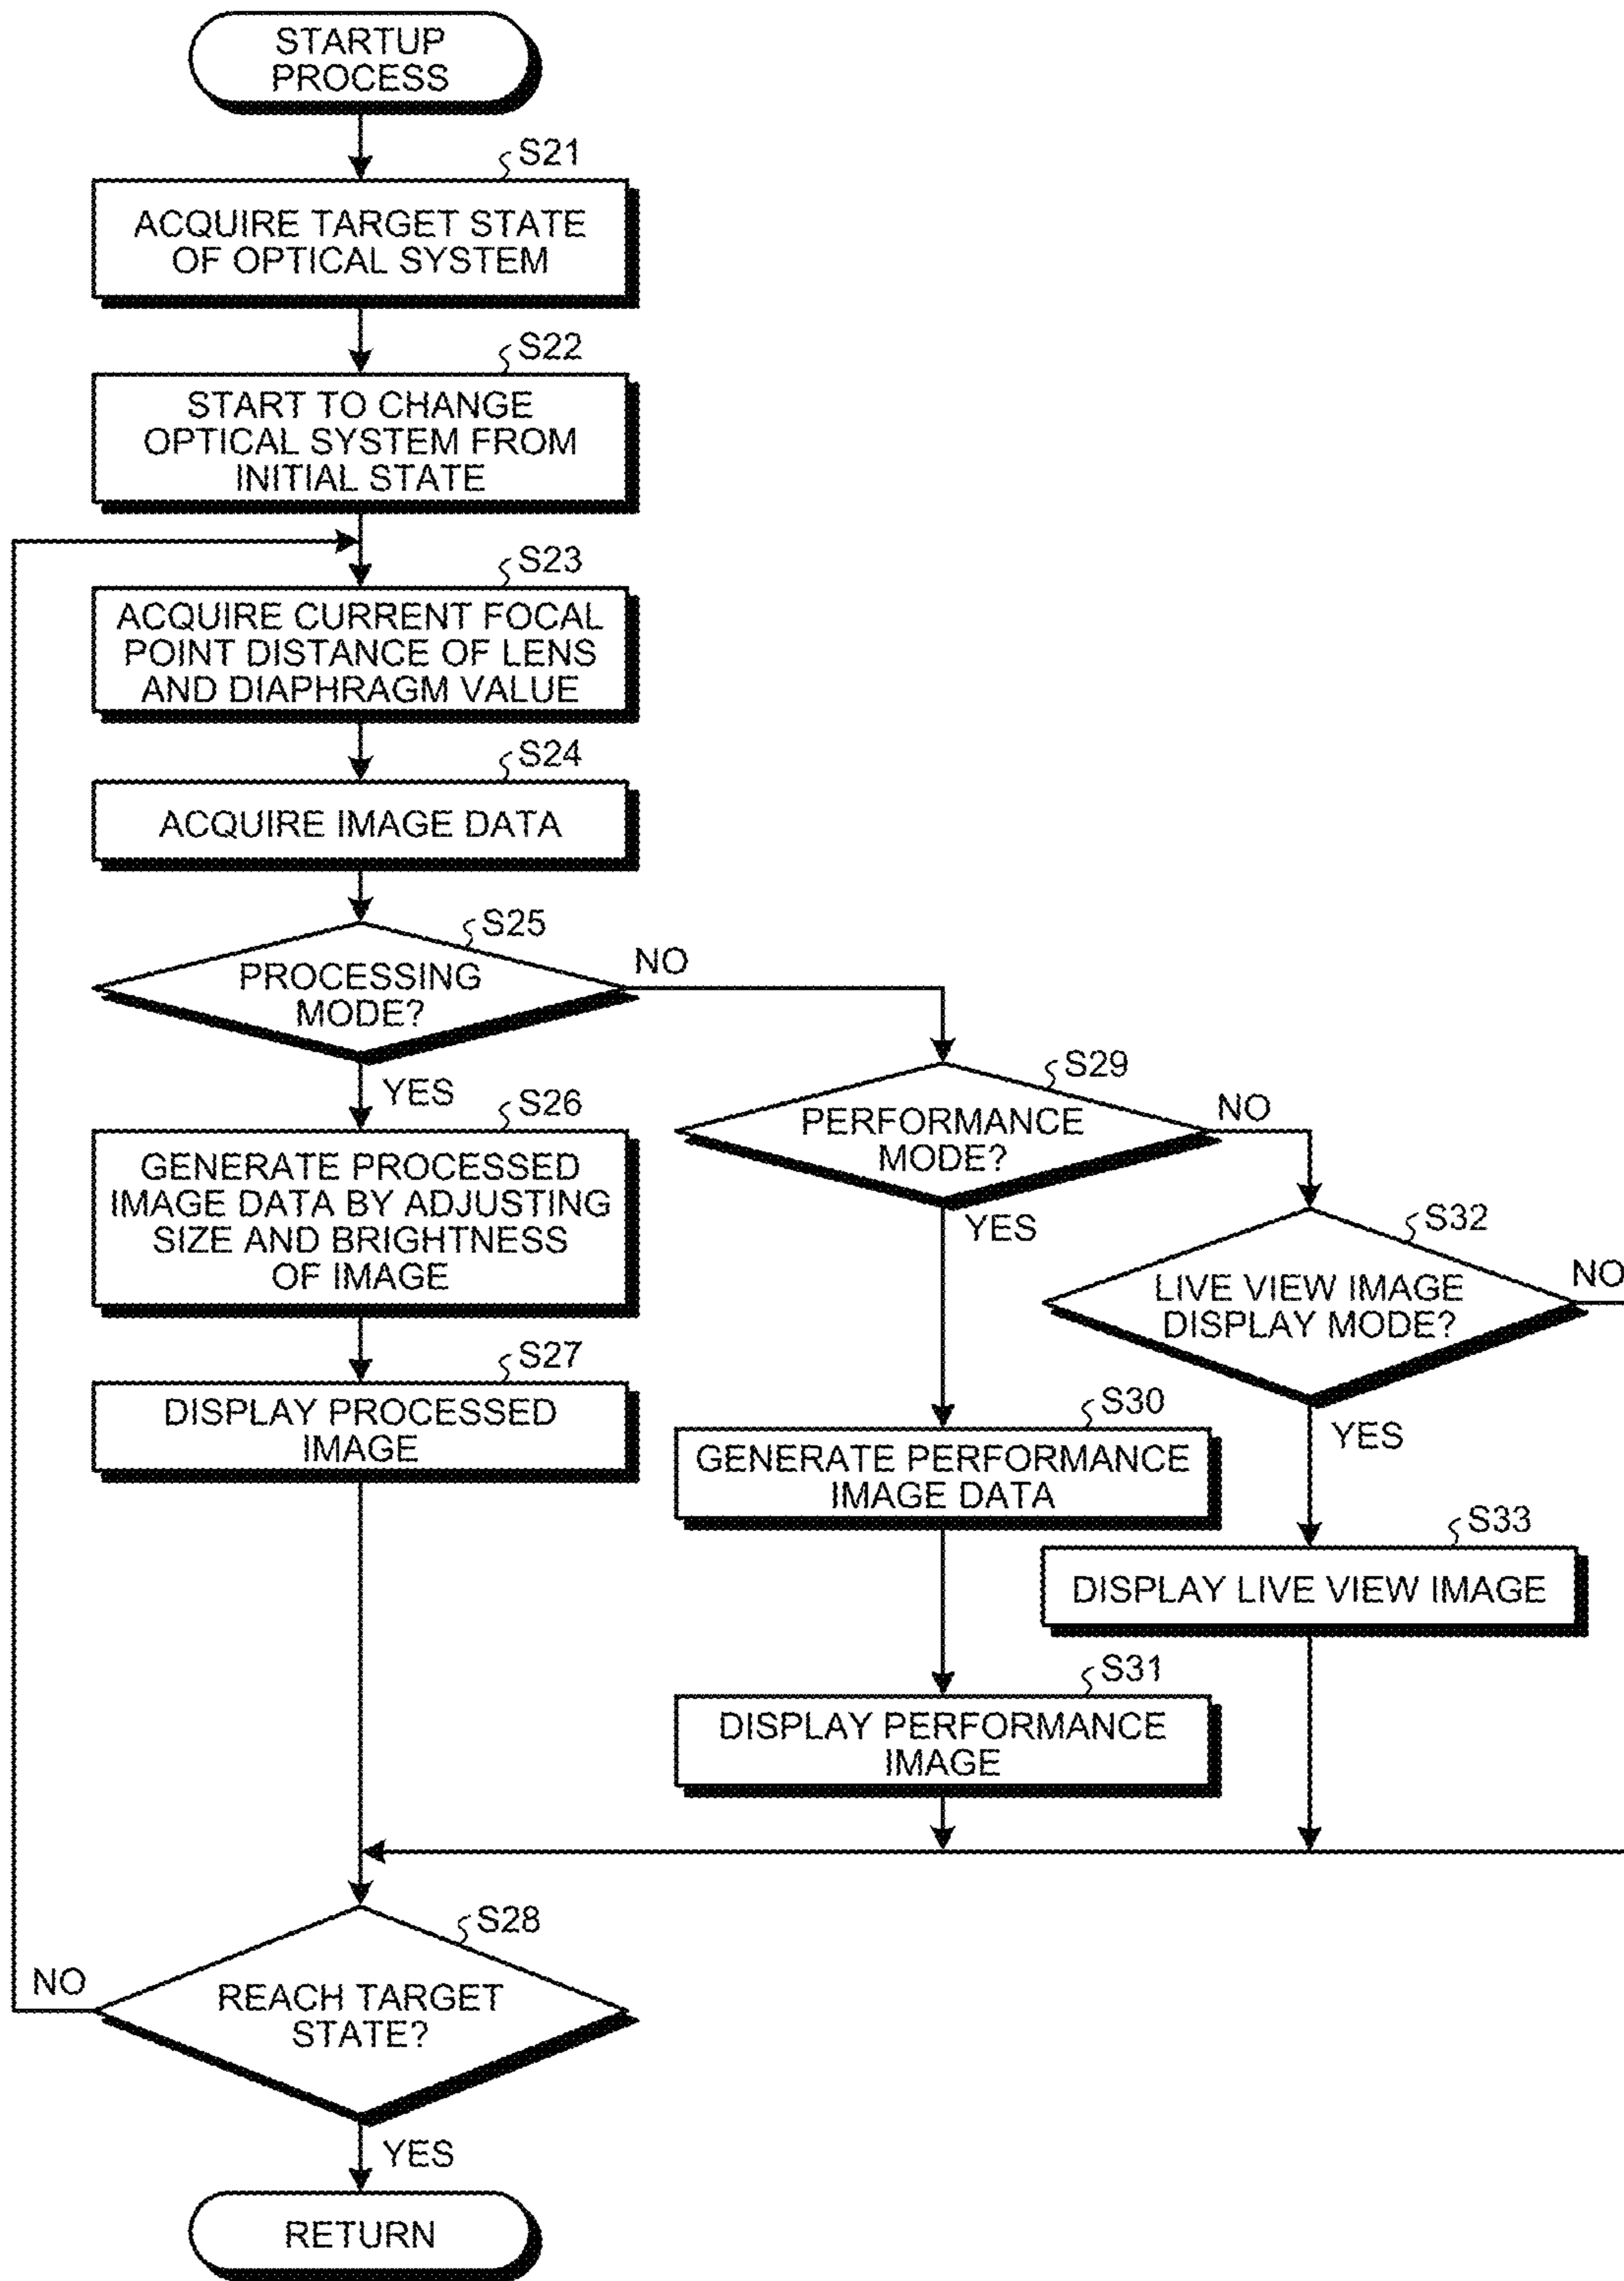 STARTUP
PROCESS
S21
ACQUIRE TARGET STATE
OF OPTICAL SYSTEM
S22
START TO CHANGE
OPTICAL SYSTEM FROM
INITIAL STATE
S23
ACQUIRE CURRENT FOCAL
POINT DISTANCE OF LENS
AND DIAPHRAGM VALUE
S24
ACQUIRE IMAGE DATA
S25
PROCESSING
MODE?
NO
YES
S26
GENERATE PROCESSED
IMAGE DATA BY ADJUSTING
SIZE AND BRIGHTNESS
OF IMAGE
S27
DISPLAY PROCESSED
IMAGE
S29
PERFORMANCE
MODE?
NO
YES
S30
GENERATE PERFORMANCE
IMAGE DATA
S31
DISPLAY PERFORMANCE
IMAGE
S32
LIVE VIEW IMAGE
DISPLAY MODE?
NO
YES
S33
DISPLAY LIVE VIEW IMAGE
S28
REACH TARGET
STATE?
NO
YES
RETURN